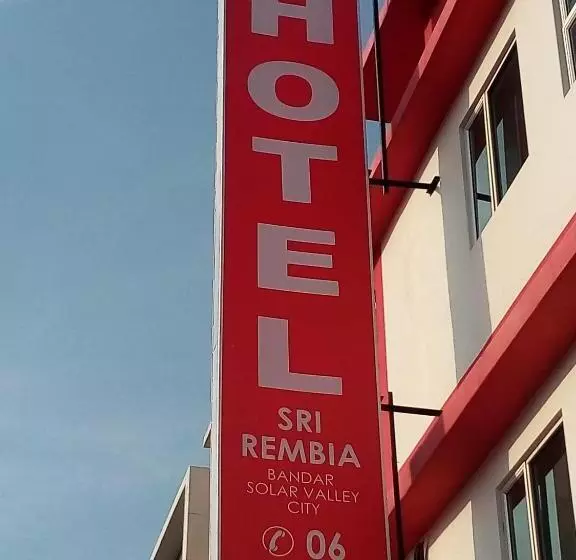 HOTEL
SRI
REMBIA
BANDAR
SOLAR VALLEY
CITY
06